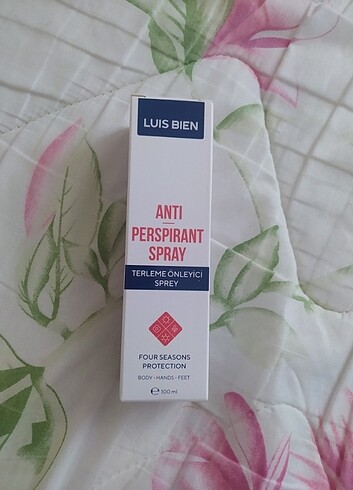 LUIS BIEN
ANTI
PERSPIRANT
SPRAY
TERLEME ÖNLEYİCİ
SPREY
FOUR SEASONS
PROTECTION
BODY - HANDS - FEET
℮ 100 ml